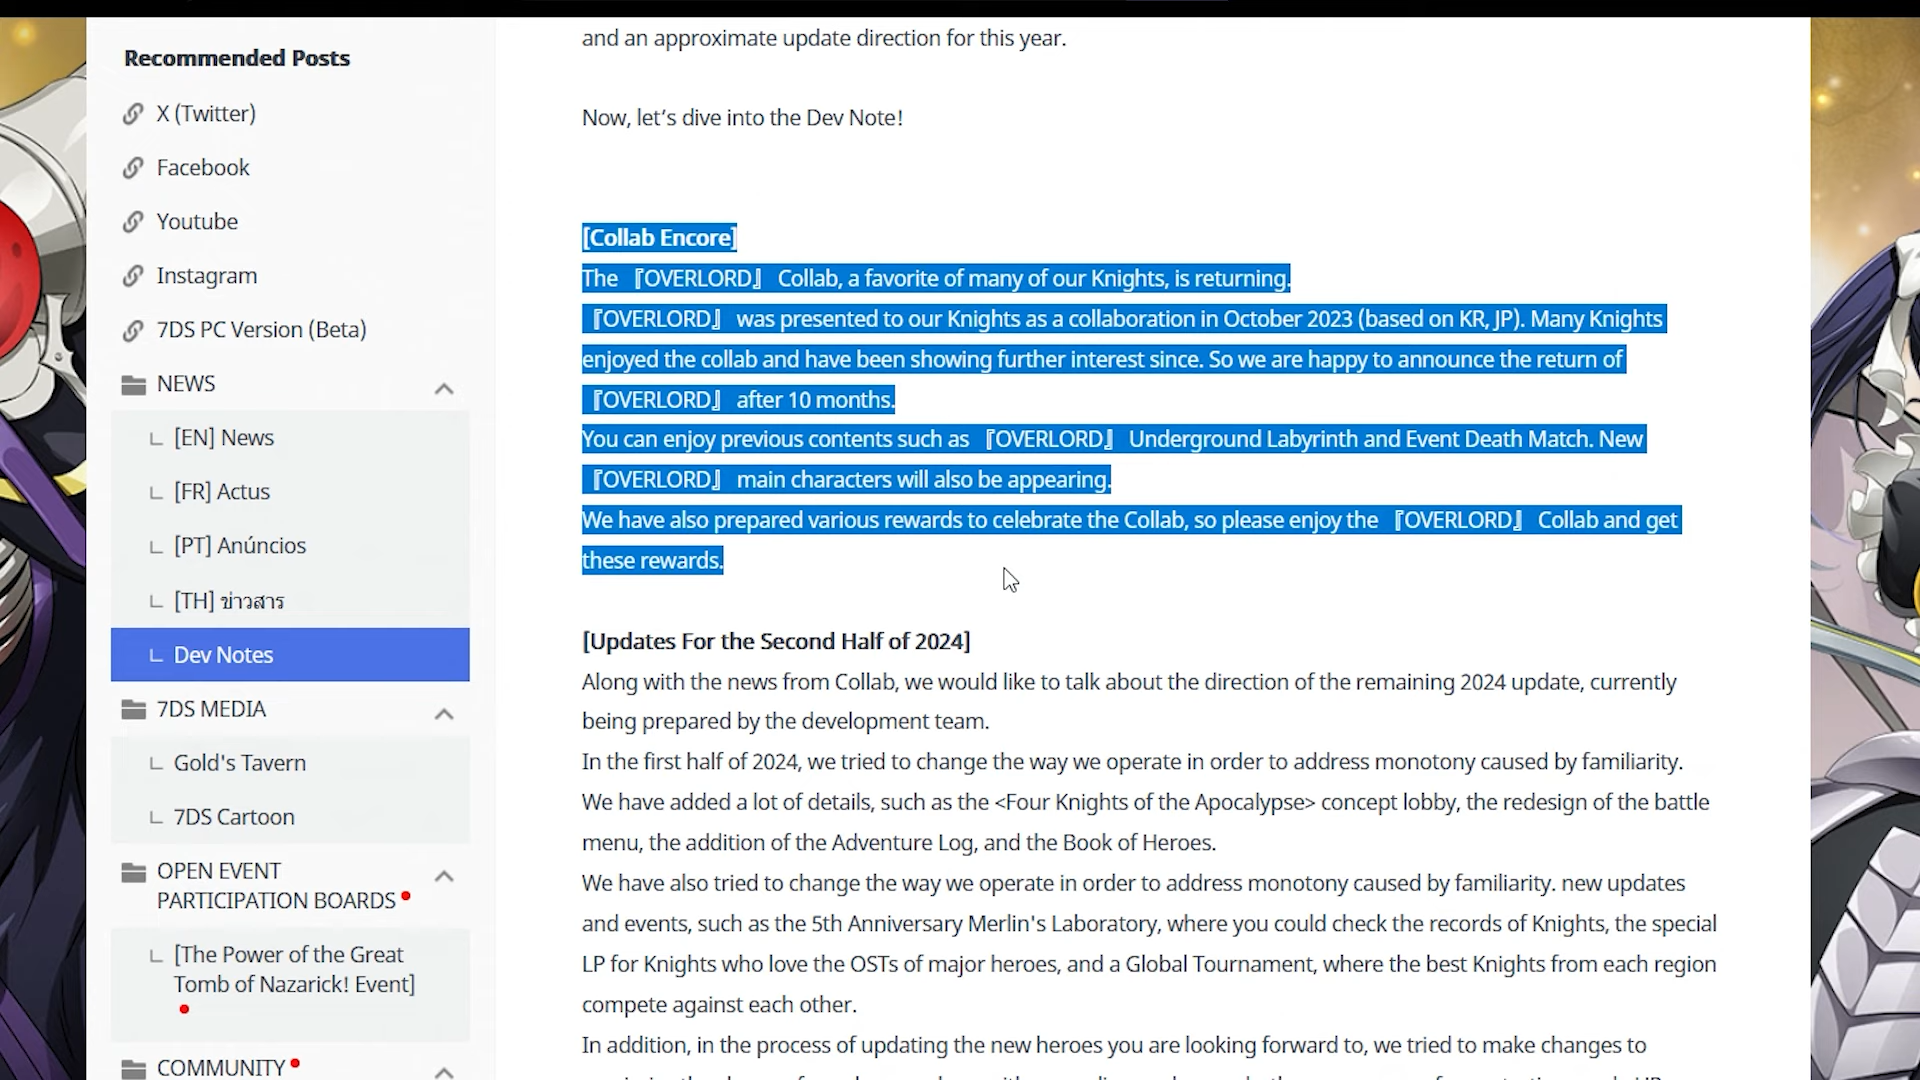 Recommended Posts
X (Twitter)
Facebook
Youtube
Instagram
7DS PC Version (Beta)
NEWS
[EN] News
[FR] Actus
[PT] Anúncios
[TH] ข่าวสาร
Dev Notes
7DS MEDIA
Gold's Tavern
7DS Cartoon
OPEN EVENT
PARTICIPATION BOARDS
[The Power of the Great
Tomb of Nazarick! Event]
COMMUNITY
and an approximate update direction for this year.
Now, let’s dive into the Dev Note!
[Collab Encore]
The 『OVERLORD』 Collab, a favorite of many of our Knights, is returning.
『OVERLORD』 was presented to our Knights as a collaboration in October 2023 (based on KR, JP). Many Knights
enjoyed the collab and have been showing further interest since. So we are happy to announce the return of
『OVERLORD』 after 10 months.
You can enjoy previous contents such as 『OVERLORD』 Underground Labyrinth and Event Death Match. New
『OVERLORD』 main characters will also be appearing.
We have also prepared various rewards to celebrate the Collab, so please enjoy the 『OVERLORD』 Collab and get
these rewards.
[Updates For the Second Half of 2024]
Along with the news from Collab, we would like to talk about the direction of the remaining 2024 update, currently
being prepared by the development team.
In the first half of 2024, we tried to change the way we operate in order to address monotony caused by familiarity.
We have added a lot of details, such as the <Four Knights of the Apocalypse> concept lobby, the redesign of the battle
menu, the addition of the Adventure Log, and the Book of Heroes.
We have also tried to change the way we operate in order to address monotony caused by familiarity. new updates
and events, such as the 5th Anniversary Merlin's Laboratory, where you could check the records of Knights, the special
LP for Knights who love the OSTs of major heroes, and a Global Tournament, where the best Knights from each region
compete against each other.
In addition, in the process of updating the new heroes you are looking forward to, we tried to make changes to